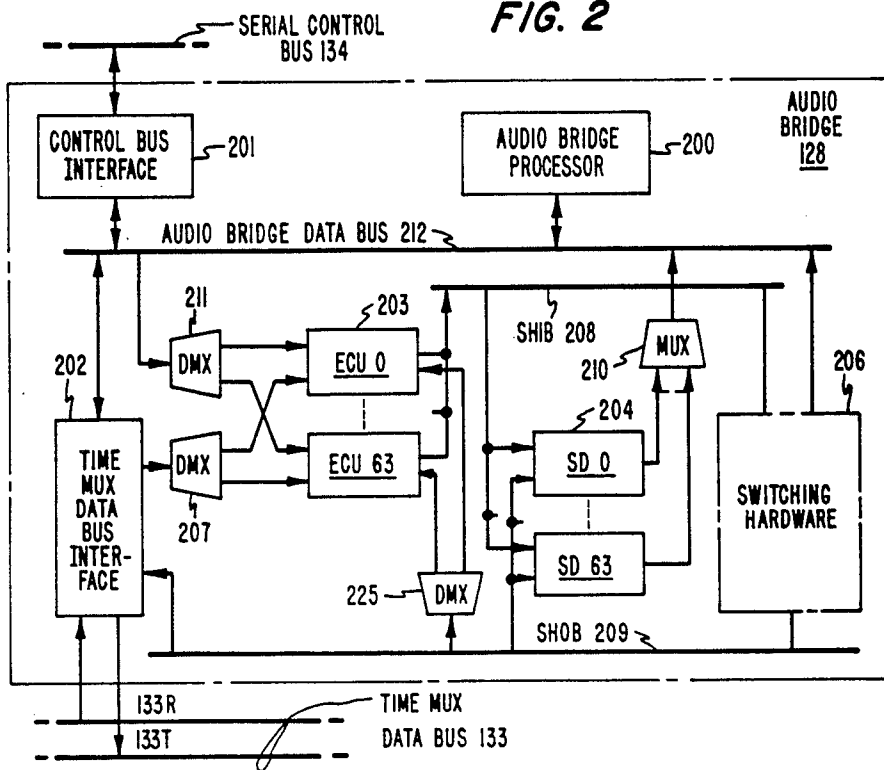 FIG. 2
SERIAL CONTROL
BUS 134
AUDIO
BRIDGE
128
CONTROL BUS
INTERFACE
201
AUDIO BRIDGE
PROCESSOR
200
AUDIO BRIDGE DATA BUS 212
211
DMX
203
ECU 0
SHIB 208
MUX
210
206
202
TIME
MUX
DATA
BUS
INTER-
FACE
DMX
207
ECU 63
204
SD 0
SD 63
SWITCHING
HARDWARE
225
DMX
SHOB 209
133R
133T
TIME MUX
DATA BUS 133